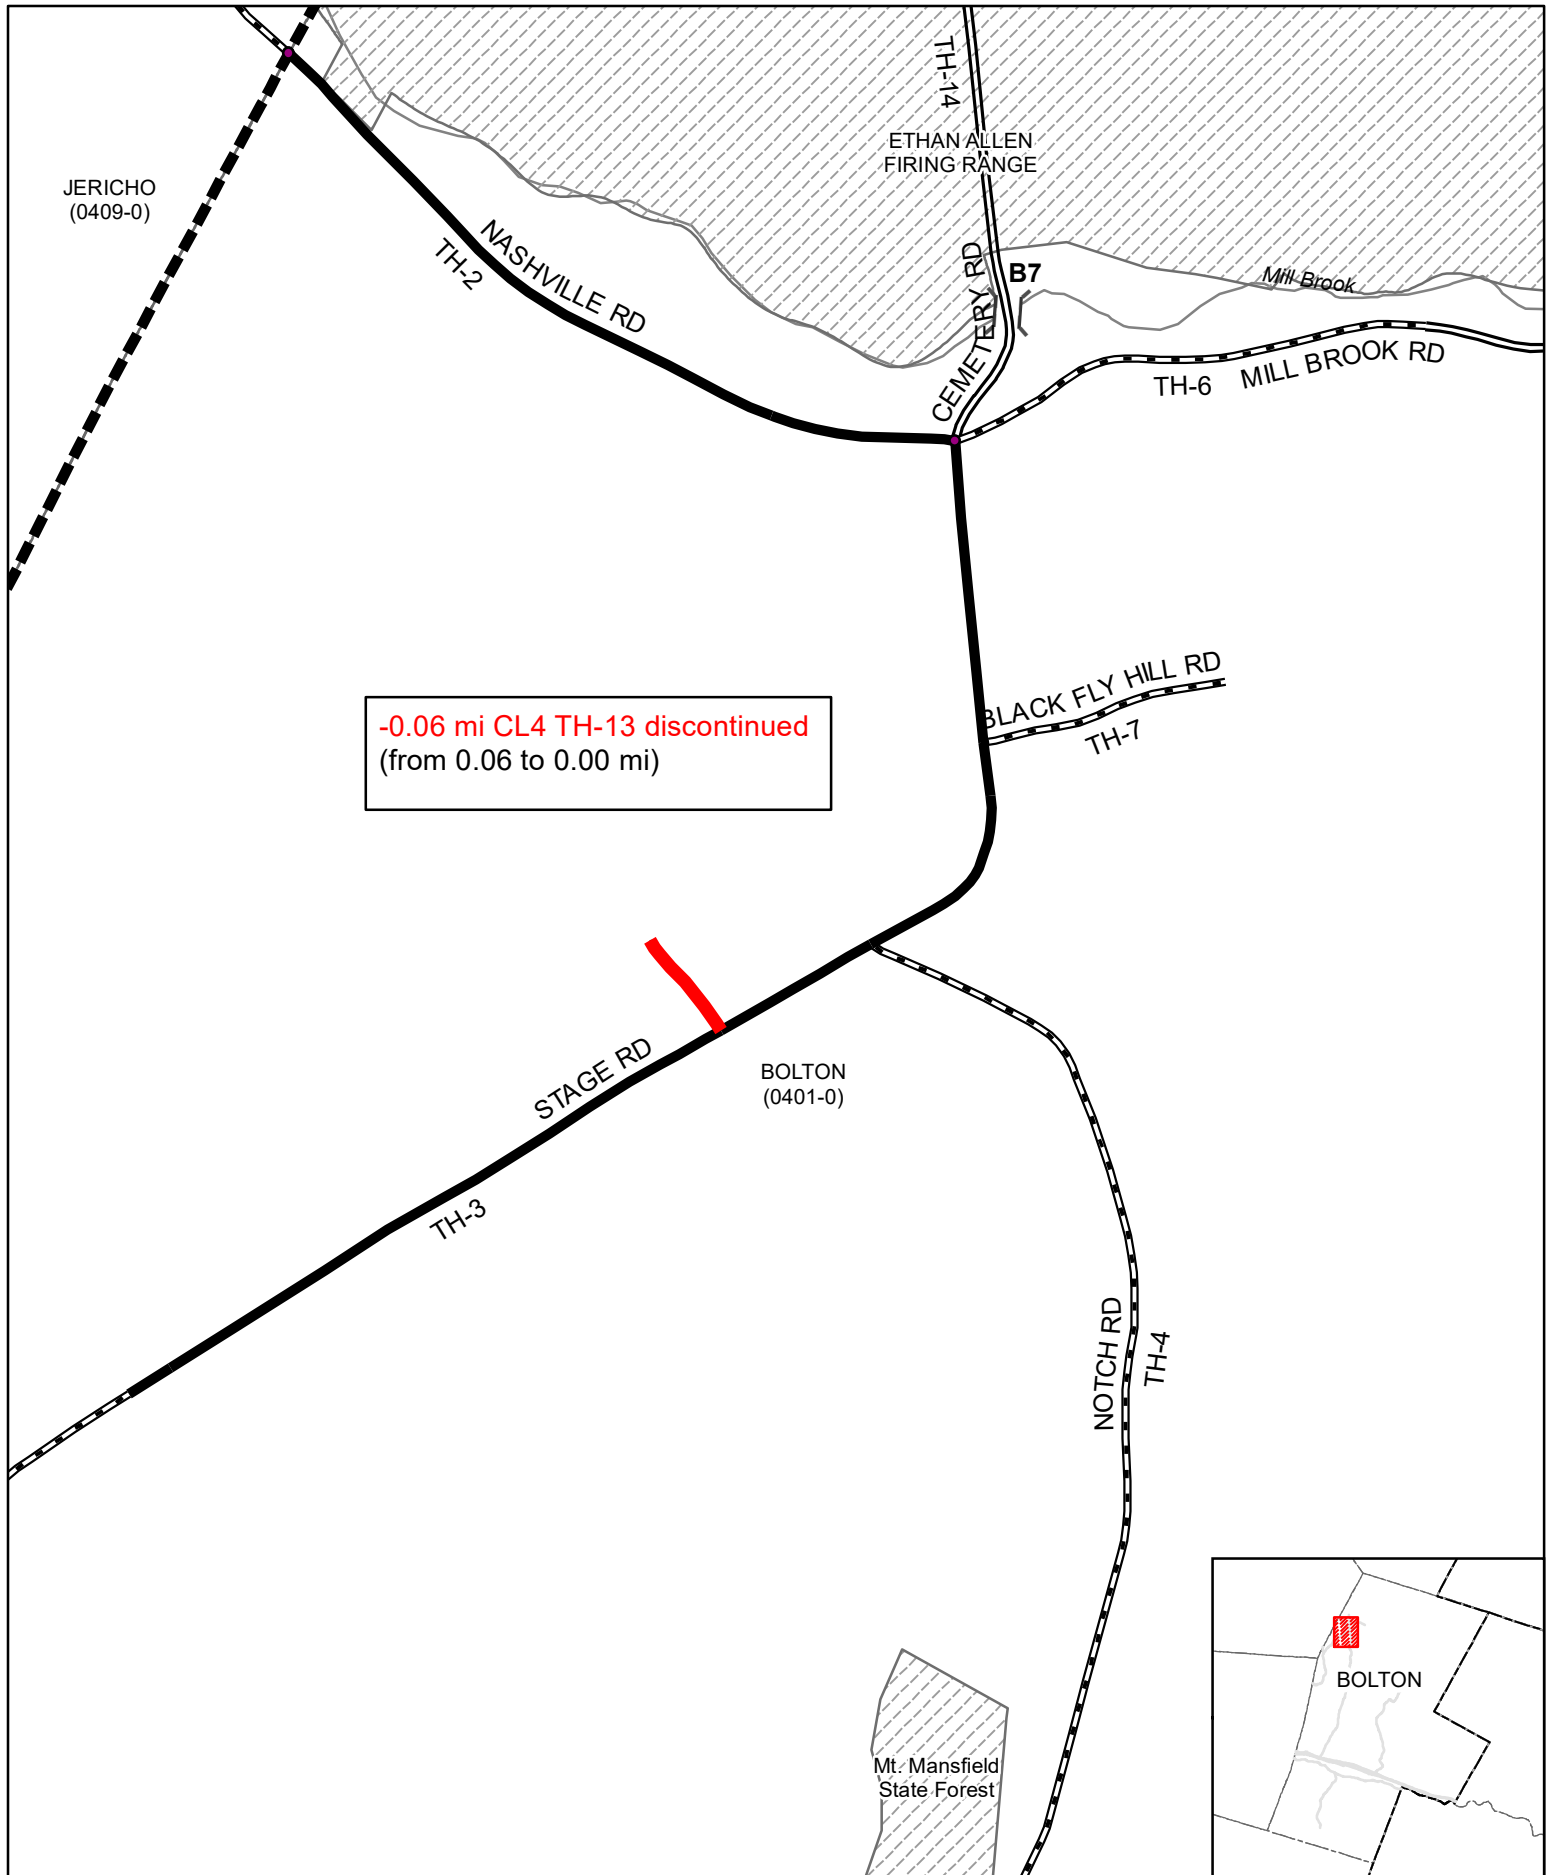 TH-14
ETHAN ALLEN
FIRING RANGE
JERICHO
(0409-0)
NASHVILLE RD
TH-2
CEMETERY RD
B7
Mill Brook
MILL BROOK RD
TH-6
BLACK FLY HILL RD
TH-7
-0.06 mi CL4 TH-13 discontinued
(from 0.06 to 0.00 mi)
STAGE RD
BOLTON
(0401-0)
TH-3
NOTCH RD
TH-4
BOLTON
Mt. Mansfield
State Forest